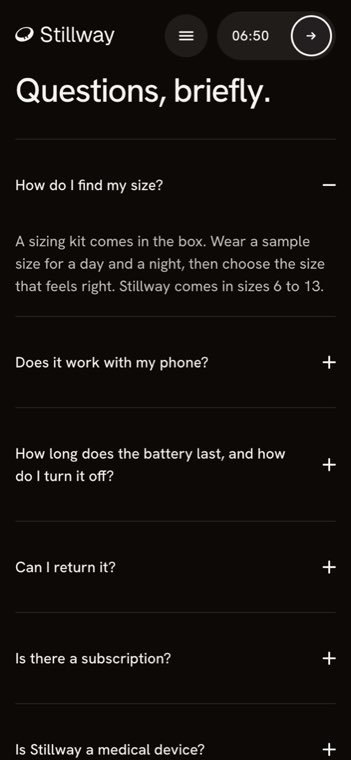 Stillway
06:50
Questions, briefly.
How do I find my size?
A sizing kit comes in the box. Wear a sample
size for a day and a night, then choose the size
that feels right. Stillway comes in sizes 6 to 13.
Does it work with my phone?
How long does the battery last, and how
do I turn it off?
Can I return it?
Is there a subscription?
Is Stillway a medical device?